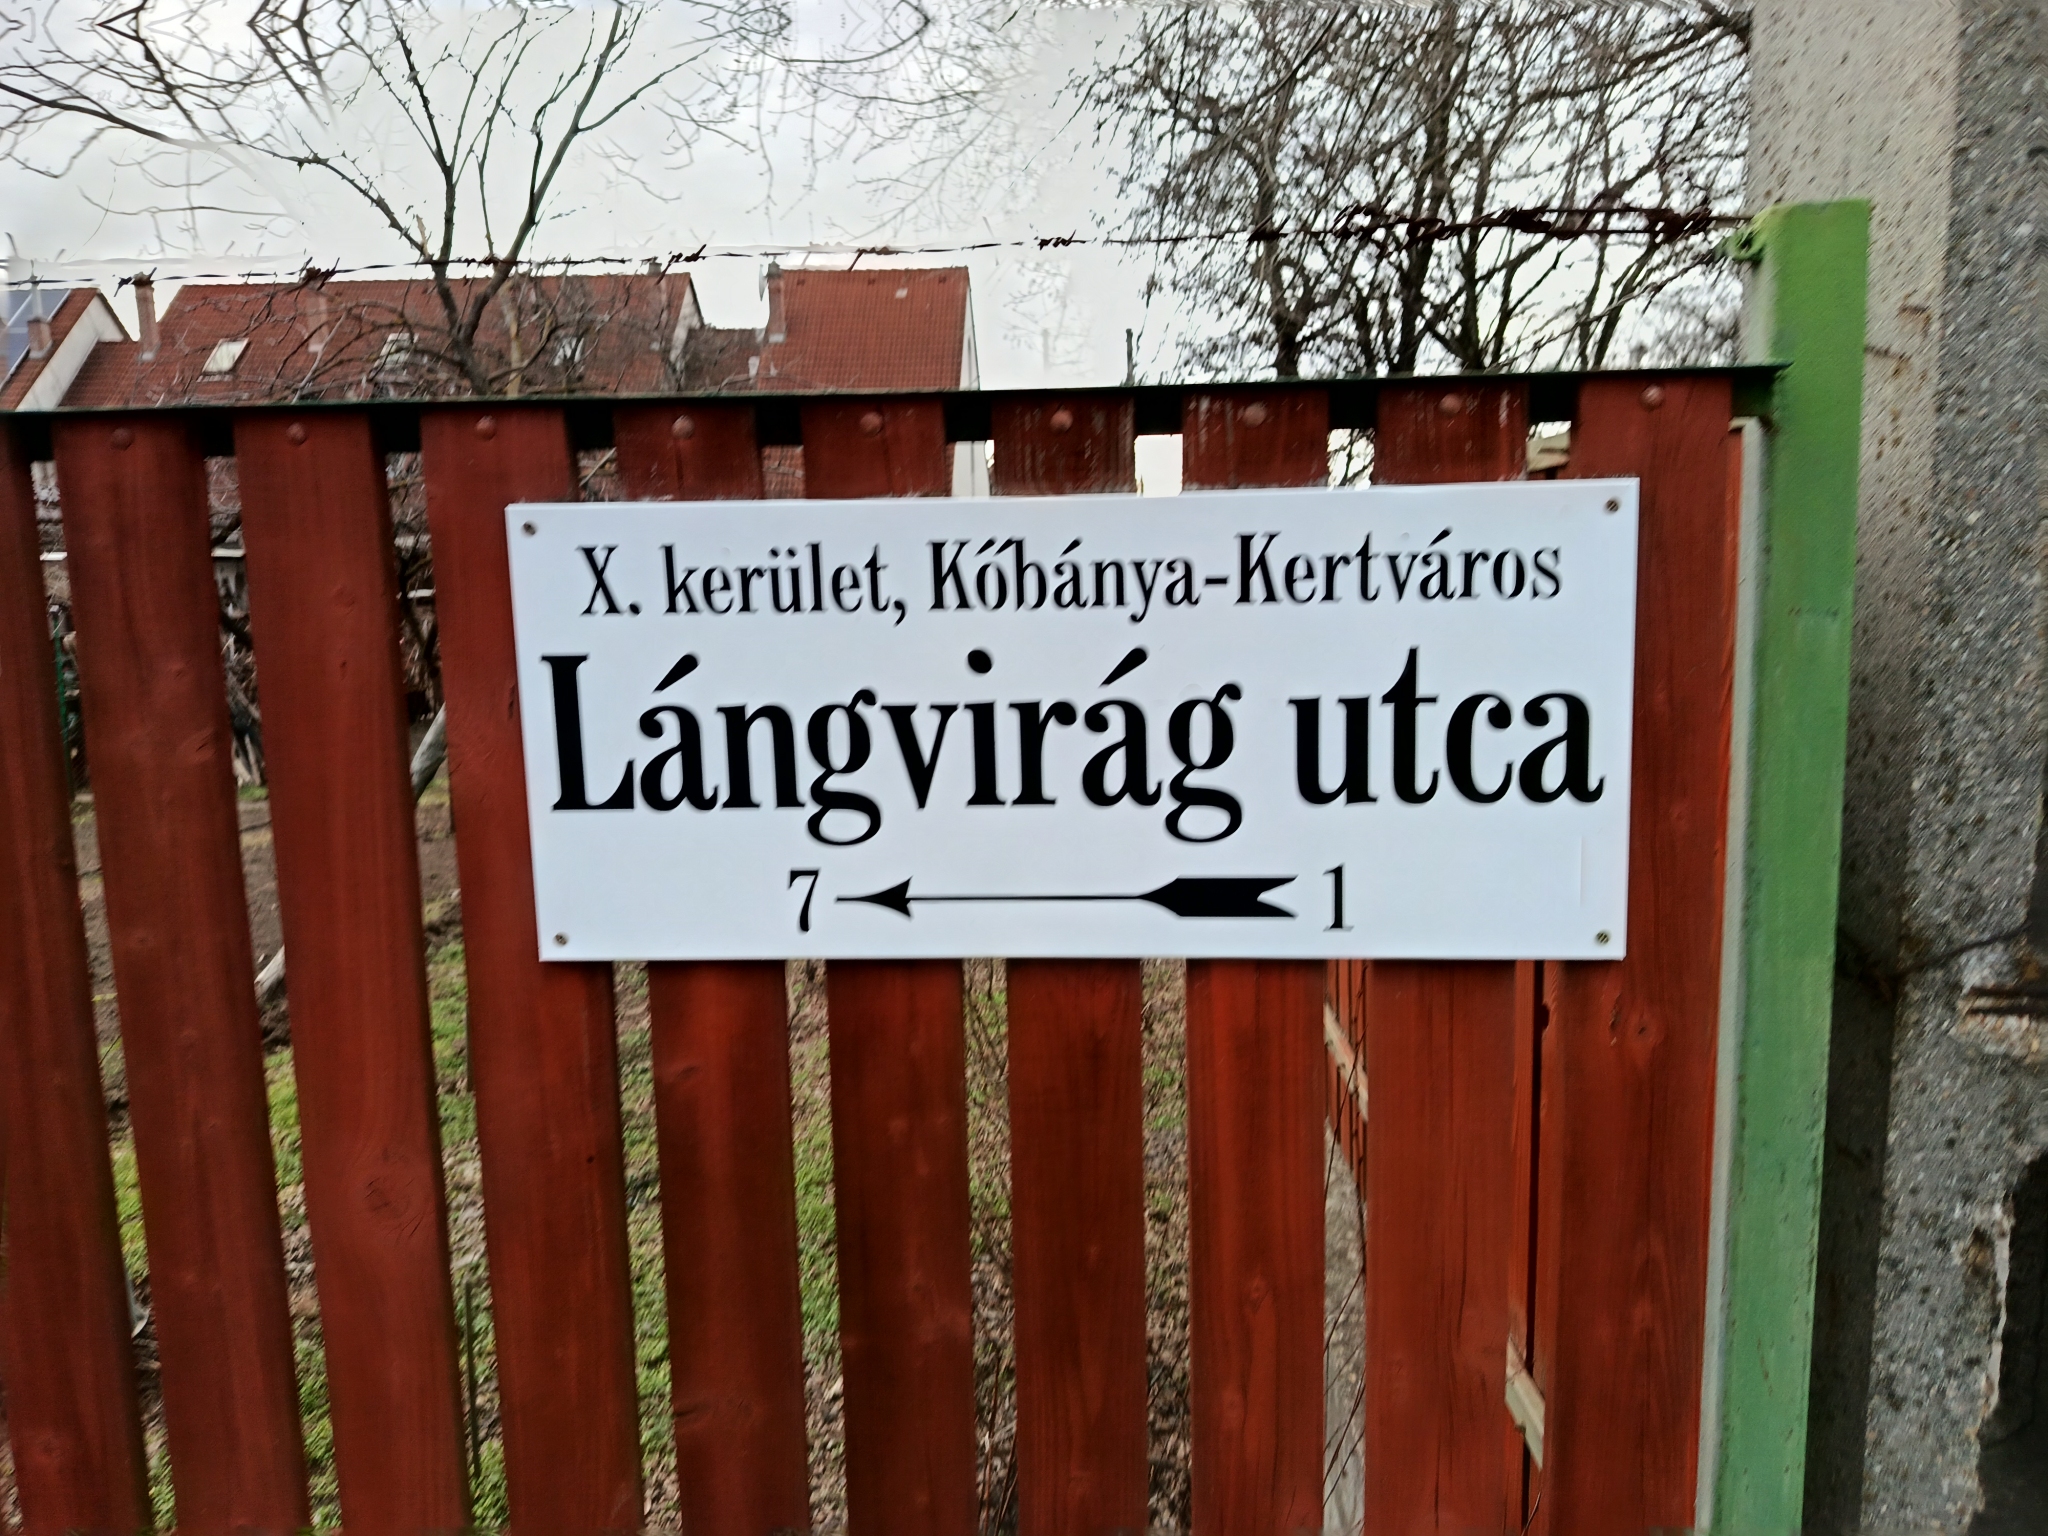 X. kerület, Kőbánya-Kertváros
Lángvirág utca
7 1